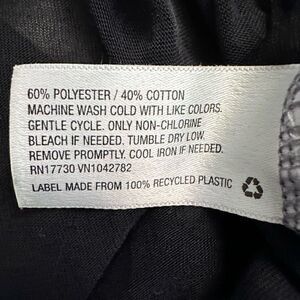 60% POLYESTER / 40% COTTON
MACHINE WASH COLD WITH LIKE COLORS.
GENTLE CYCLE. ONLY NON-CHLORINE
BLEACH IF NEEDED. TUMBLE DRY LOW.
REMOVE PROMPTLY. COOL IRON IF NEEDED.
RN17730 VN1042782
LABEL MADE FROM 100% RECYCLED PLASTIC